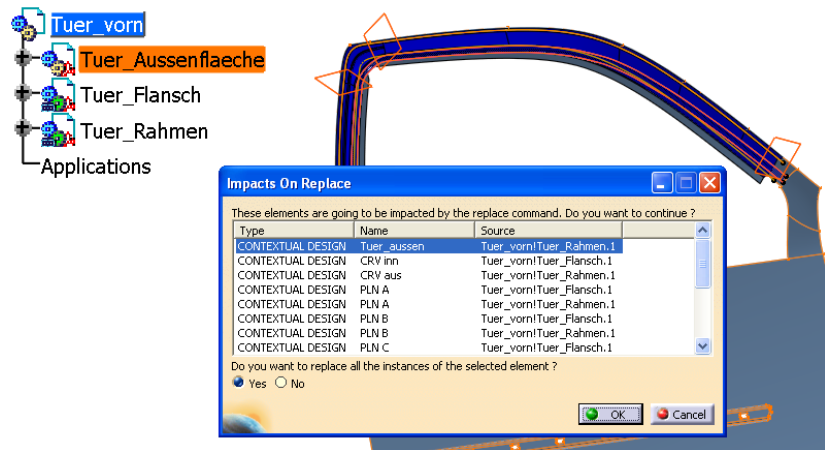 Tuer_vorn
Tuer_Aussenflaeche
Tuer_Flansch
Tuer_Rahmen
Applications
Impacts On Replace
These elements are going to be impacted by the replace command. Do you want to continue ?
Type Name Source
CONTEXTUAL DESIGN Tuer_aussen Tuer_vorn!Tuer_Rahmen.1
CONTEXTUAL DESIGN CRV inn Tuer_vorn!Tuer_Flansch.1
CONTEXTUAL DESIGN CRV aus Tuer_vorn!Tuer_Flansch.1
CONTEXTUAL DESIGN PLN A Tuer_vorn!Tuer_Flansch.1
CONTEXTUAL DESIGN PLN A Tuer_vorn!Tuer_Rahmen.1
CONTEXTUAL DESIGN PLN B Tuer_vorn!Tuer_Flansch.1
CONTEXTUAL DESIGN PLN B Tuer_vorn!Tuer_Rahmen.1
CONTEXTUAL DESIGN PLN C Tuer_vorn!Tuer_Flansch.1
Do you want to replace all the instances of the selected element ?
Yes No
OK Cancel